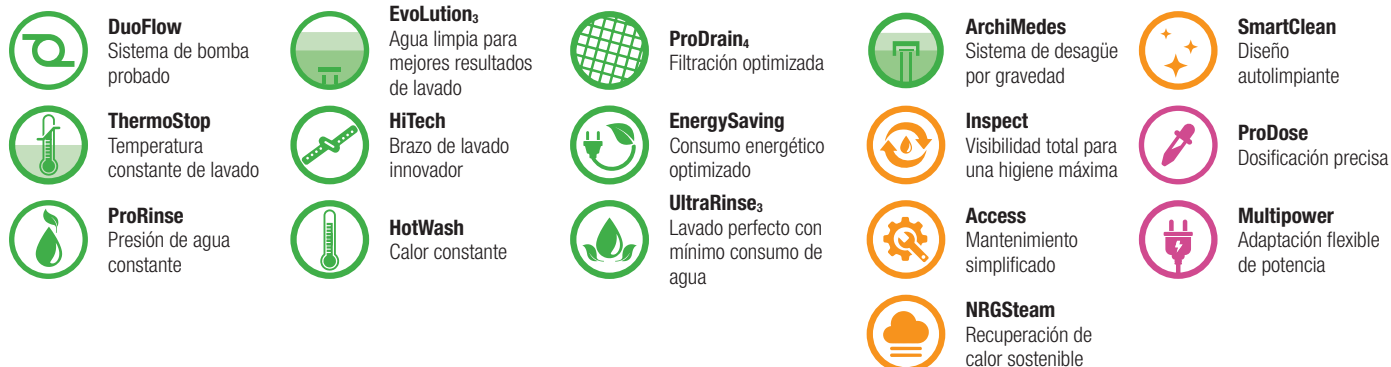 DuoFlow
Sistema de bomba
probado
ThermoStop
Temperatura
constante de lavado
ProRinse
Presión de agua
constante
EvoLution₃
Agua limpia para
mejores resultados
de lavado
HiTech
Brazo de lavado
innovador
HotWash
Calor constante
ProDrain₄
Filtración optimizada
EnergySaving
Consumo energético
optimizado
UltraRinse₃
Lavado perfecto con
mínimo consumo de
agua
ArchiMedes
Sistema de desagüe
por gravedad
Inspect
Visibilidad total para
una higiene máxima
Access
Mantenimiento
simplificado
NRGSteam
Recuperación de
calor sostenible
SmartClean
Diseño
autolimpiante
ProDose
Dosificación precisa
Multipower
Adaptación flexible
de potencia